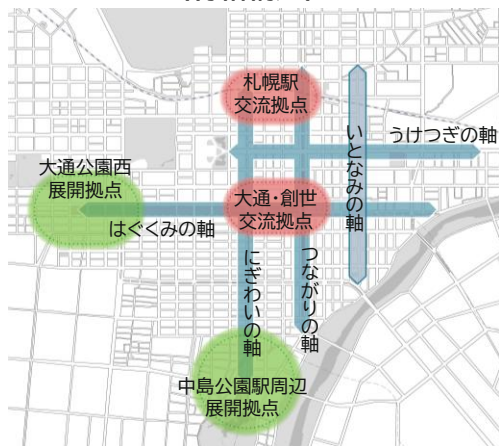 札幌駅
交流拠点
いとなみの軸
うけつぎの軸
大通公園西
展開拠点
大通・創世
交流拠点
はぐくみの軸
にぎわいの軸
つながりの軸
中島公園駅周辺
展開拠点